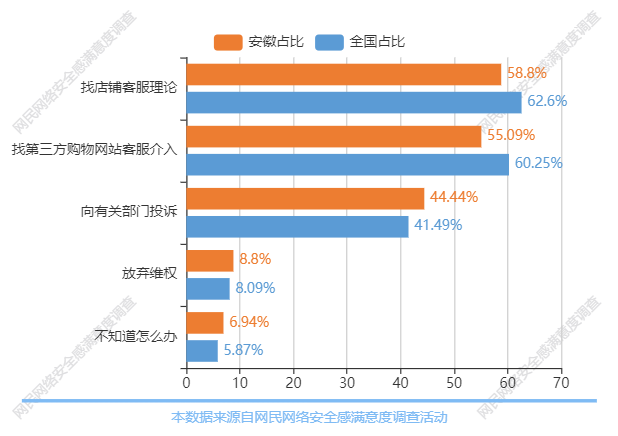 安徽占比 全国占比
找店铺客服理论
58.8%
62.6%
找第三方购物网站客服介入
55.09%
60.25%
向有关部门投诉
44.44%
41.49%
放弃维权
8.8%
8.09%
不知道怎么办
6.94%
5.87%
0 10 20 30 40 50 60 70
本数据来源自网民网络安全感满意度调查活动
网民网络安全感满意度调查
网民网络安全感满意度调查
网民网络安全感满意度调查
网民网络安全感满意度调查